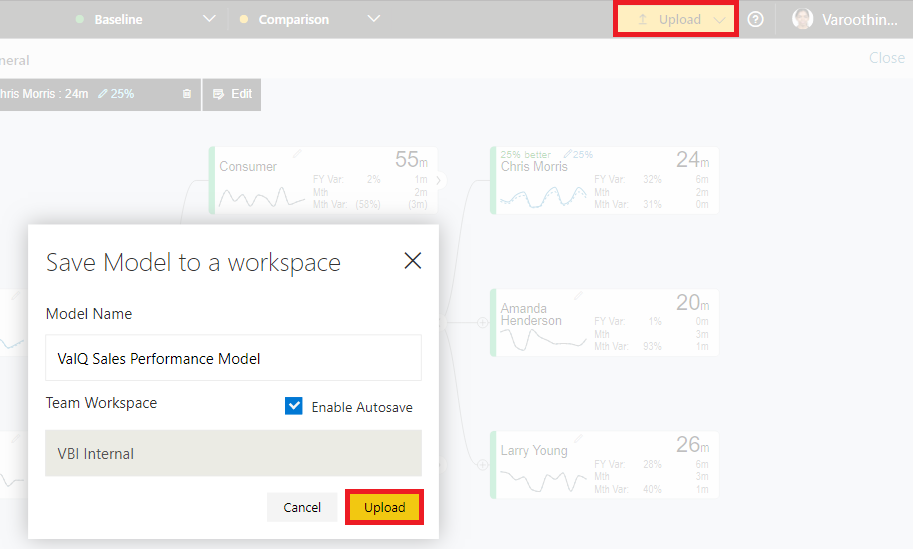 Baseline
Comparison
Upload
Varoothin...
neral
Close
hris Morris : 24m 25%
Edit
Consumer
55m
FY Var: 2% 1m
Mth 2m
Mth Var: (58%) (3m)
25% better 25%
Chris Morris
24m
FY Var: 32% 6m
Mth 2m
Mth Var: 31% 0m
Save Model to a workspace
Model Name
ValQ Sales Performance Model
Team Workspace
Enable Autosave
VBI Internal
Cancel
Upload
Amanda
Henderson
20m
FY Var: 1% 0m
Mth 3m
Mth Var: 93% 1m
Larry Young
26m
FY Var: 28% 6m
Mth 3m
Mth Var: 40% 1m